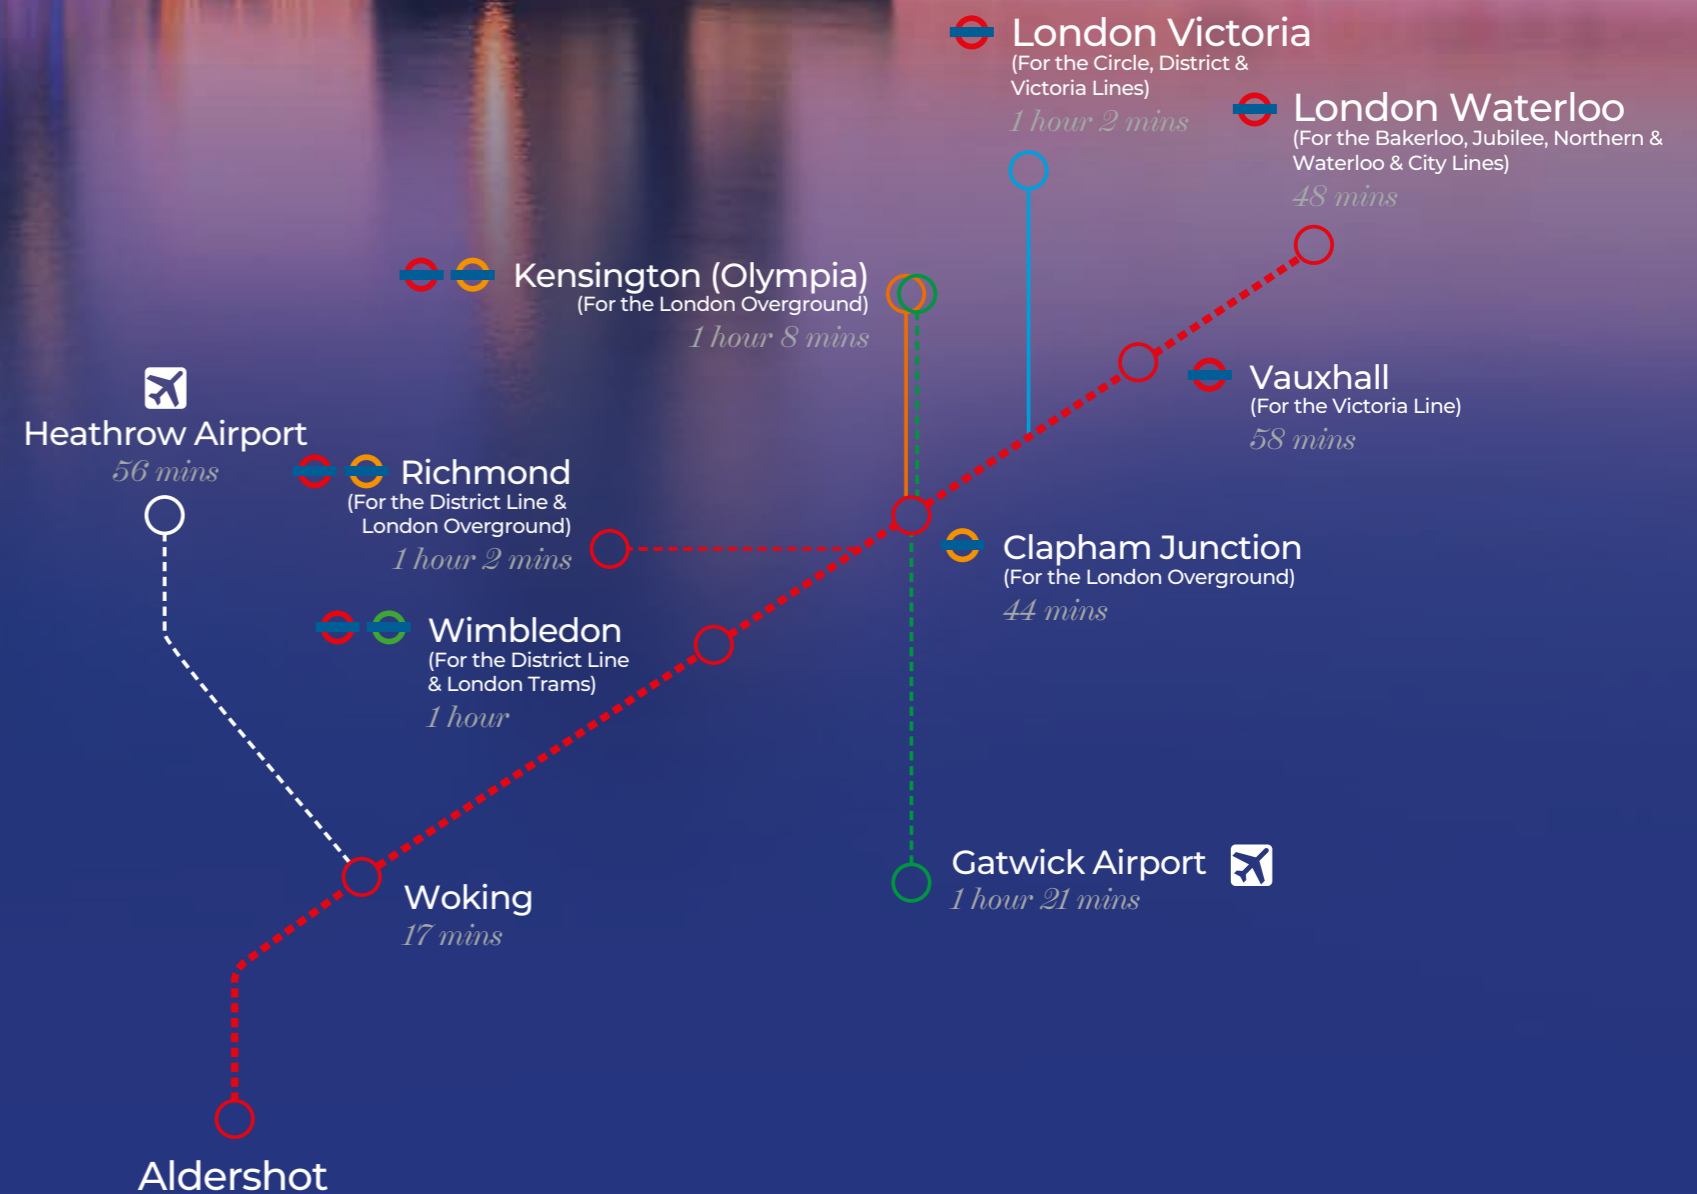 London Victoria
(For the Circle, District &
Victoria Lines)
1 hour 2 mins
London Waterloo
(For the Bakerloo, Jubilee, Northern &
Waterloo & City Lines)
48 mins
Kensington (Olympia)
(For the London Overground)
1 hour 8 mins
Vauxhall
(For the Victoria Line)
58 mins
Heathrow Airport
56 mins
Richmond
(For the District Line &
London Overground)
1 hour 2 mins
Clapham Junction
(For the London Overground)
44 mins
Wimbledon
(For the District Line
& London Trams)
1 hour
Gatwick Airport
1 hour 21 mins
Woking
17 mins
Aldershot